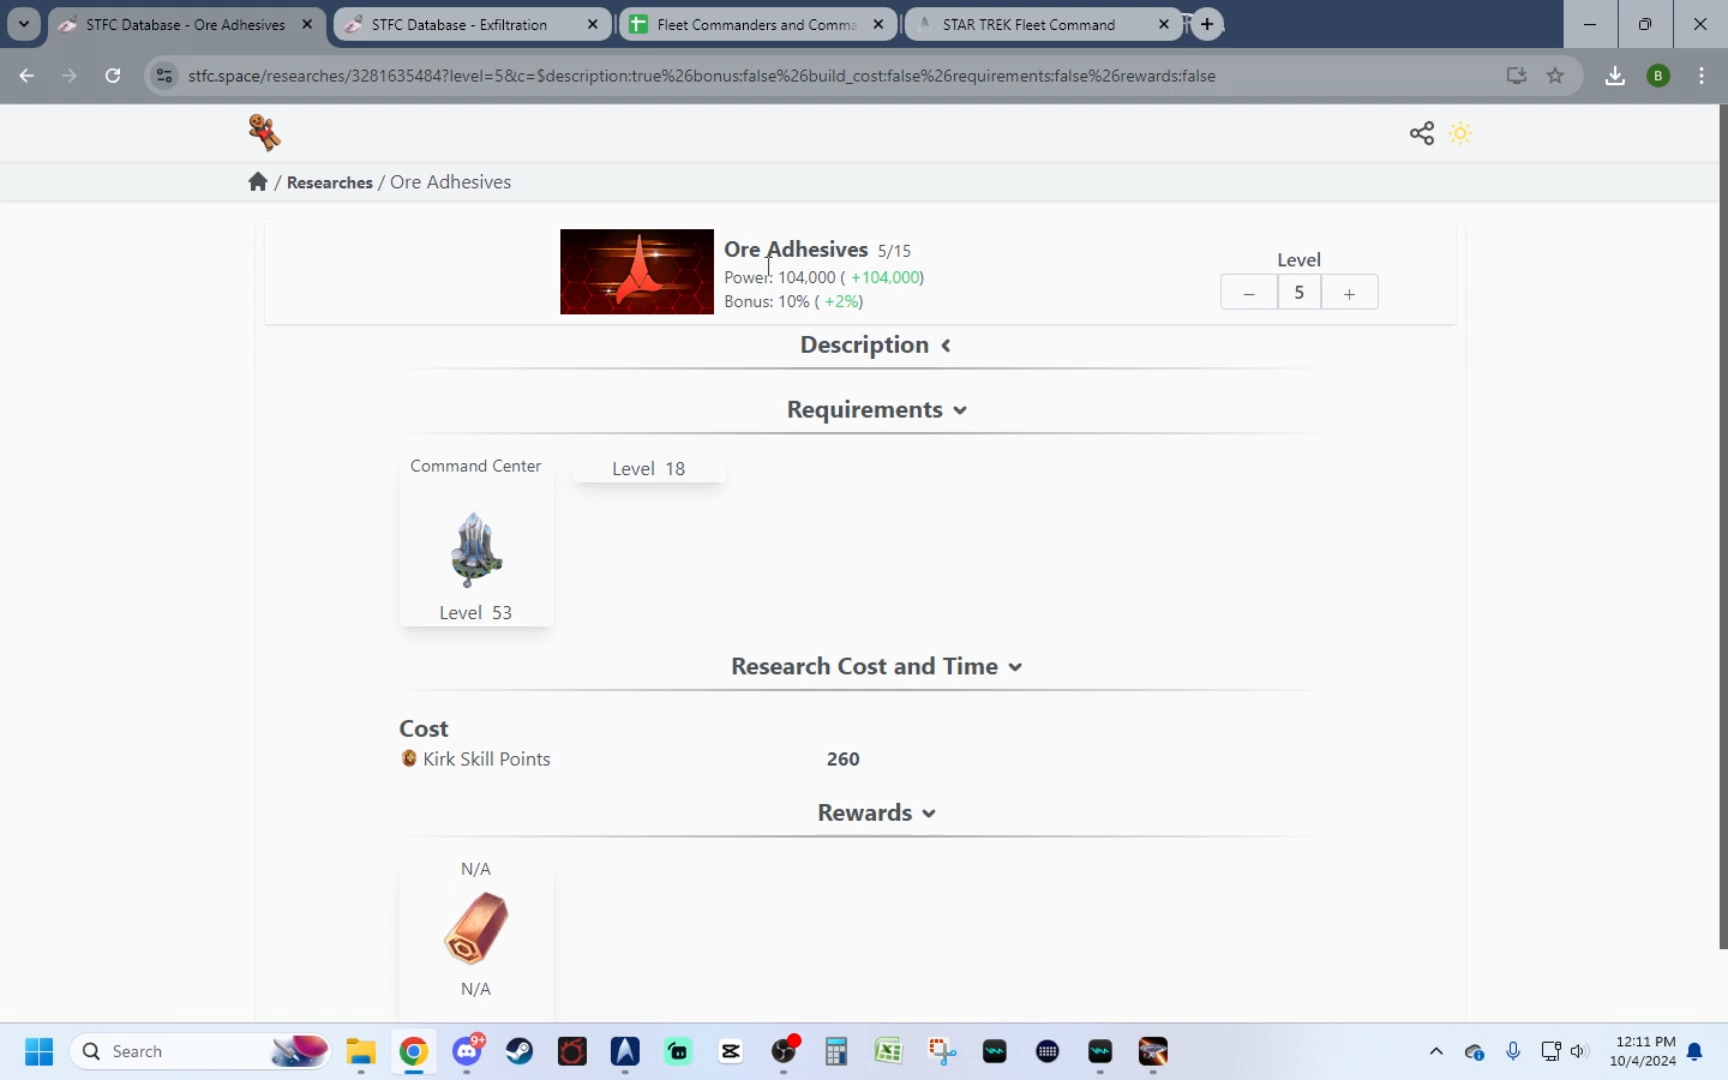 STFC Database - Ore Adhesives
STFC Database - Exfiltration
Fleet Commanders and Comma
STAR TREK Fleet Command
stfc.space/researches/3281635484?level=5&c=$description:true%26bonus:false%26build_cost:false%26requirements:false%26rewards:false
B
/ Researches / Ore Adhesives
Ore Adhesives 5/15
Power: 104,000 ( +104,000)
Bonus: 10% ( +2%)
Level
– 5 +
Description
Requirements
Command Center
Level 18
Level 53
Research Cost and Time
Cost
Kirk Skill Points 260
Rewards
N/A
N/A
Search
9+
12:11 PM
10/4/2024